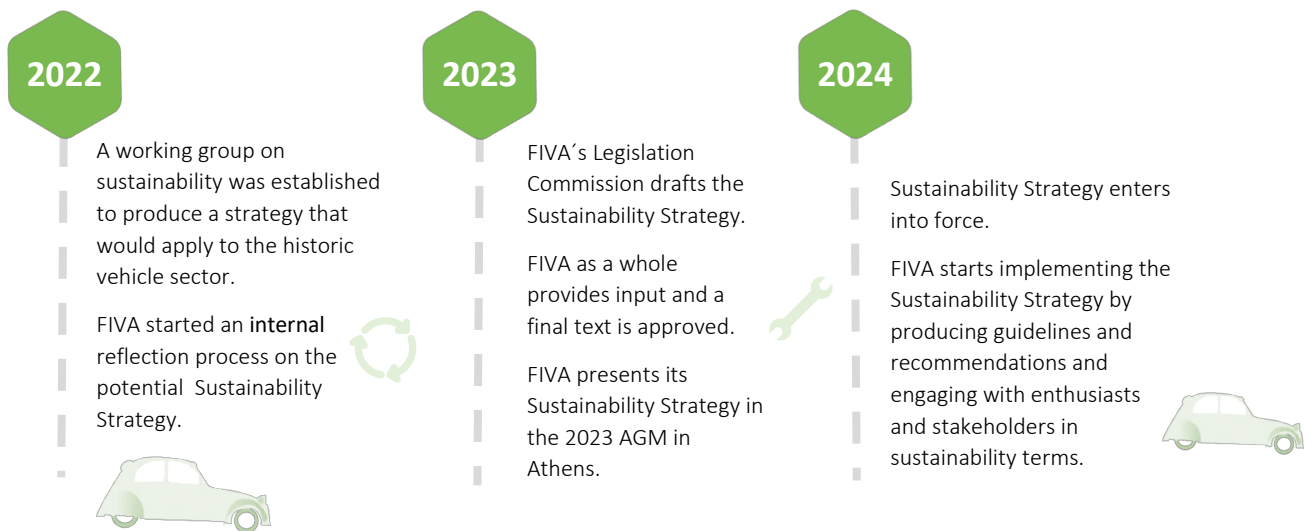 2022
A working group on
sustainability was established
to produce a strategy that
would apply to the historic
vehicle sector.
FIVA started an internal
reflection process on the
potential Sustainability
Strategy.
2023
FIVA´s Legislation
Commission drafts the
Sustainability Strategy.
FIVA as a whole
provides input and a
final text is approved.
FIVA presents its
Sustainability Strategy in
the 2023 AGM in
Athens.
2024
Sustainability Strategy enters
into force.
FIVA starts implementing the
Sustainability Strategy by
producing guidelines and
recommendations and
engaging with enthusiasts
and stakeholders in
sustainability terms.